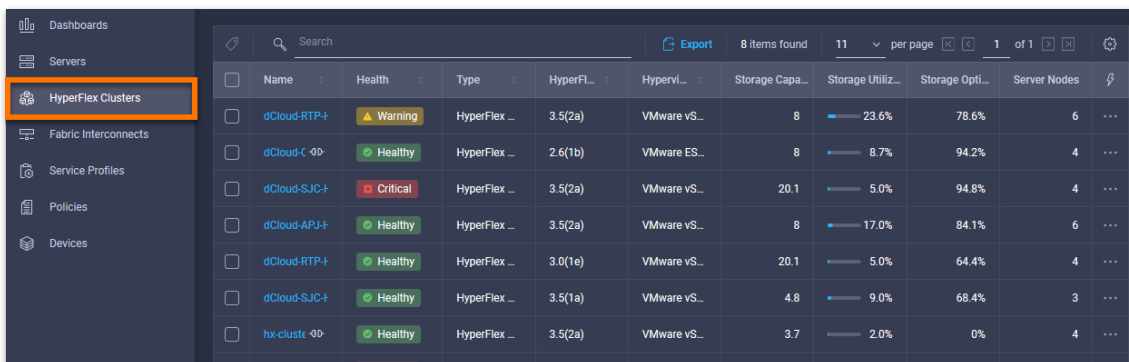 Dashboards
Servers
HyperFlex Clusters
Fabric Interconnects
Service Profiles
Policies
Devices
Search
Export 8 items found 11 per page 1 of 1
Name Health Type HyperFl... Hypervi... Storage Capa... Storage Utiliz... Storage Opti... Server Nodes
dCloud-RTP-H Warning HyperFlex ... 3.5(2a) VMware vS... 8 23.6% 78.6% 6 ...
dCloud-C Healthy HyperFlex ... 2.6(1b) VMware ES... 8 8.7% 94.2% 4 ...
dCloud-SJC-H Critical HyperFlex ... 3.5(2a) VMware vS... 20.1 5.0% 94.8% 4 ...
dCloud-APJ-H Healthy HyperFlex ... 3.5(2a) VMware vS... 8 17.0% 84.1% 6 ...
dCloud-RTP-H Healthy HyperFlex ... 3.0(1e) VMware vS... 20.1 5.0% 64.4% 4 ...
dCloud-SJC-H Healthy HyperFlex ... 3.5(1a) VMware vS... 4.8 9.0% 68.4% 3 ...
hx-cluste Healthy HyperFlex ... 3.5(2a) VMware vS... 3.7 2.0% 0% 4 ...